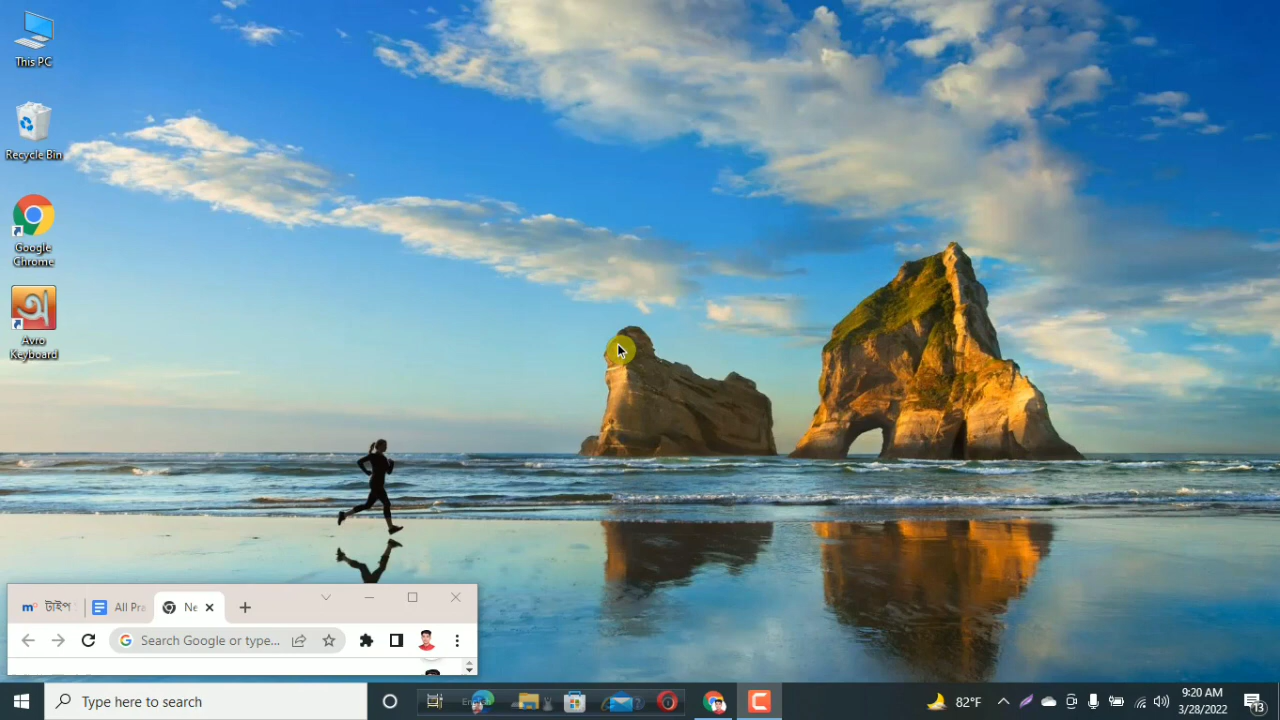 This PC
Recycle Bin
Google
Chrome
Avro
Keyboard
টাইপ
All Pra
Ne
Search Google or type...
Type here to search
82°F
9:20 AM
3/28/2022
13